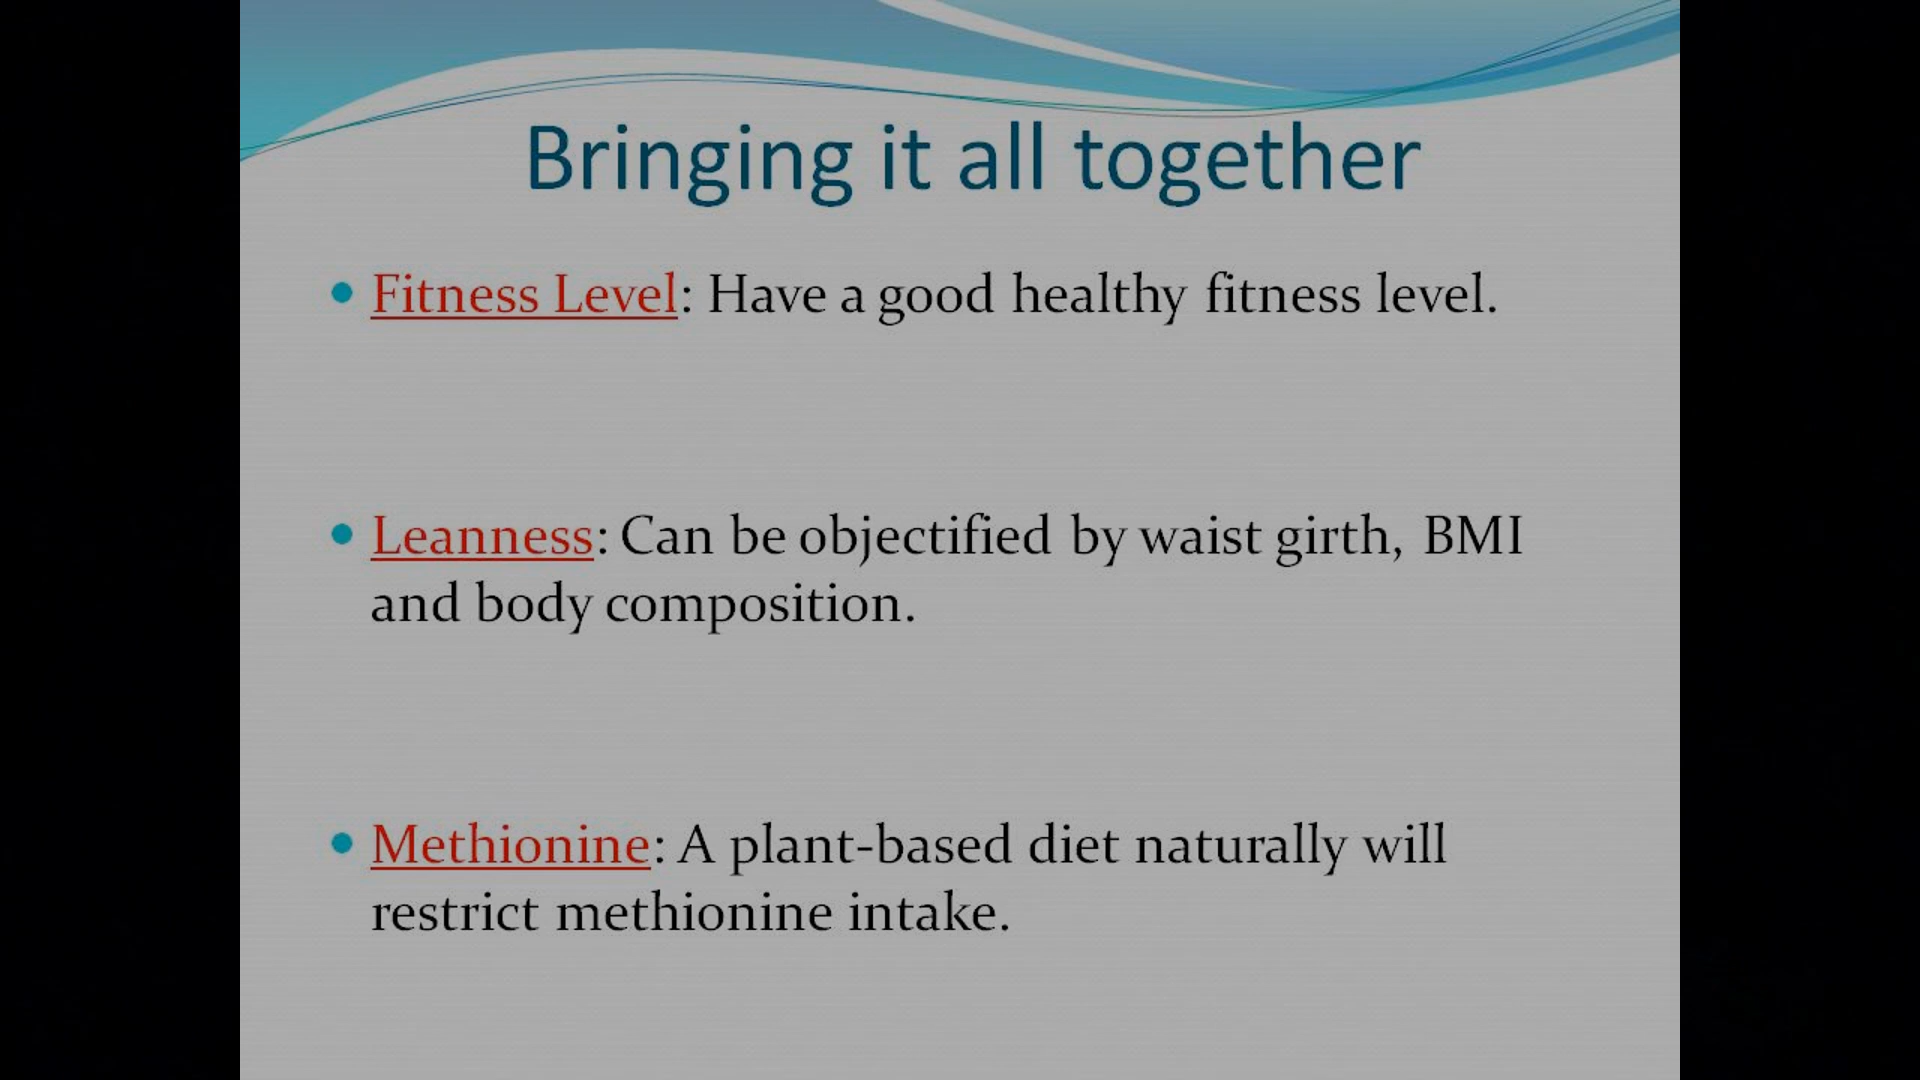 Bringing it all together
• Fitness Level: Have a good healthy fitness level.
• Leanness: Can be objectified by waist girth, BMI
and body composition.
• Methionine: A plant-based diet naturally will
restrict methionine intake.